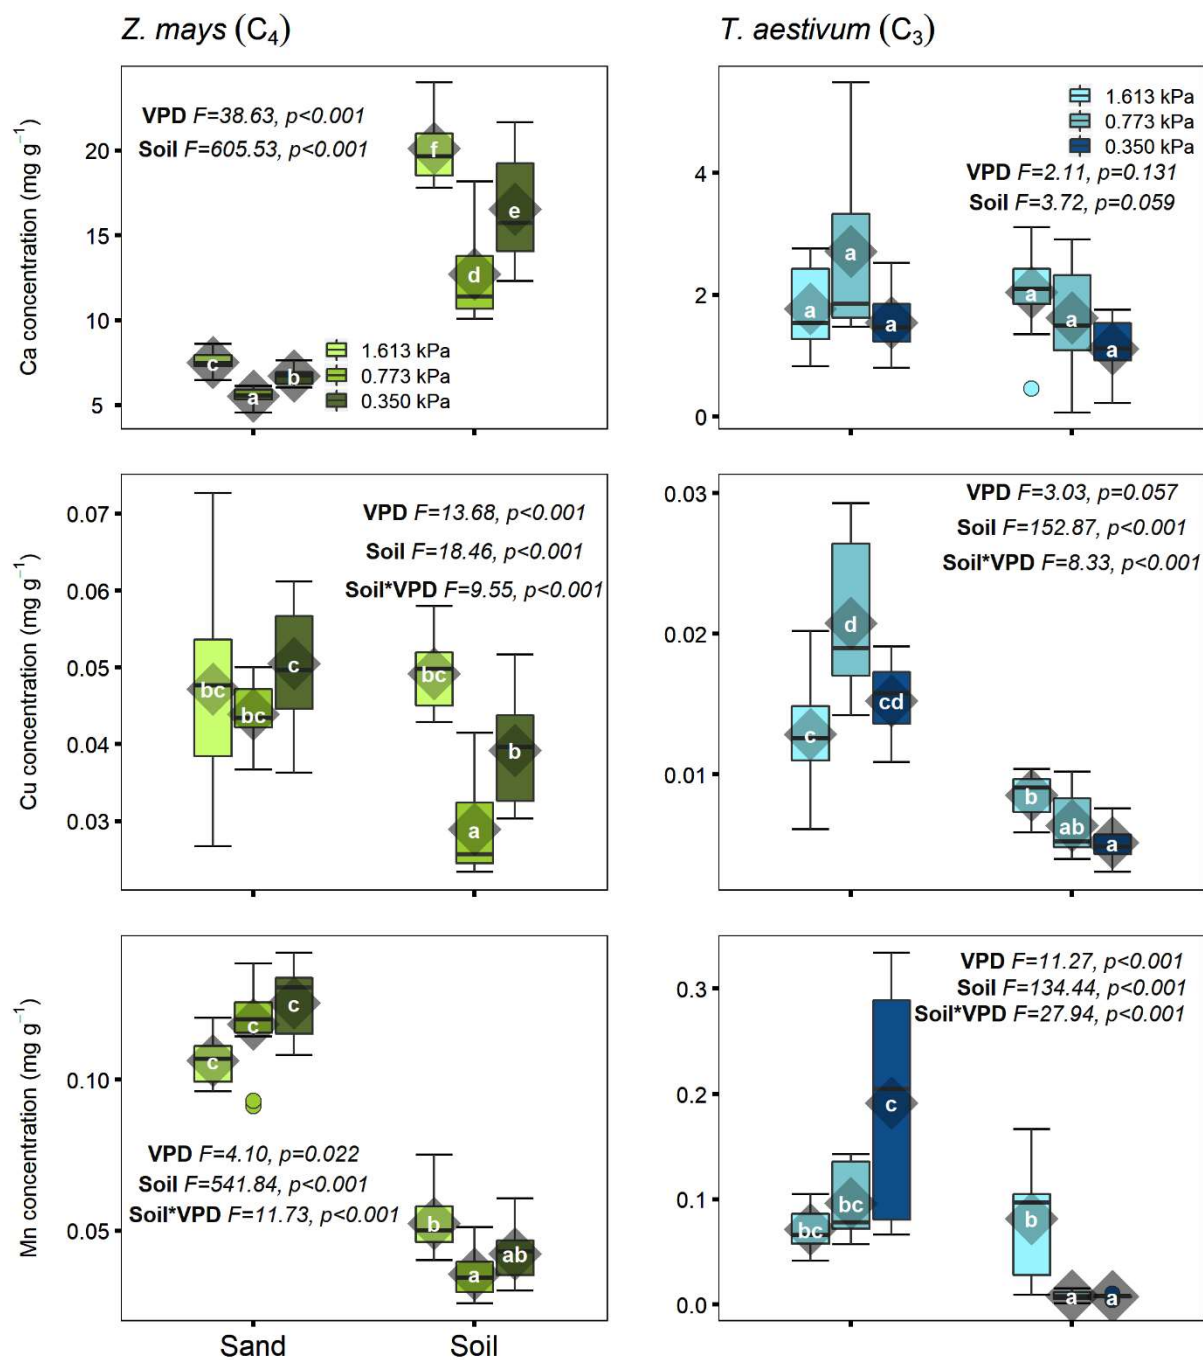 Z. mays (C₄)
T. aestivum (C₃)
Ca concentration (mg g⁻¹)
20
15
10
5
VPD F=38.63, p<0.001
Soil F=605.53, p<0.001
c
a
b
f
d
e
1.613 kPa
0.773 kPa
0.350 kPa
4
2
0
1.613 kPa
0.773 kPa
0.350 kPa
VPD F=2.11, p=0.131
Soil F=3.72, p=0.059
a
a
a
a
a
a
Cu concentration (mg g⁻¹)
0.07
0.06
0.05
0.04
0.03
VPD F=13.68, p<0.001
Soil F=18.46, p<0.001
Soil*VPD F=9.55, p<0.001
bc
bc
c
bc
a
b
0.03
0.02
0.01
VPD F=3.03, p=0.057
Soil F=152.87, p<0.001
Soil*VPD F=8.33, p<0.001
c
d
cd
b
ab
a
Mn concentration (mg g⁻¹)
0.10
0.05
c
c
c
VPD F=4.10, p=0.022
Soil F=541.84, p<0.001
Soil*VPD F=11.73, p<0.001
b
a
ab
Sand
Soil
0.3
0.2
0.1
0.0
VPD F=11.27, p<0.001
Soil F=134.44, p<0.001
Soil*VPD F=27.94, p<0.001
bc
bc
c
b
a
a